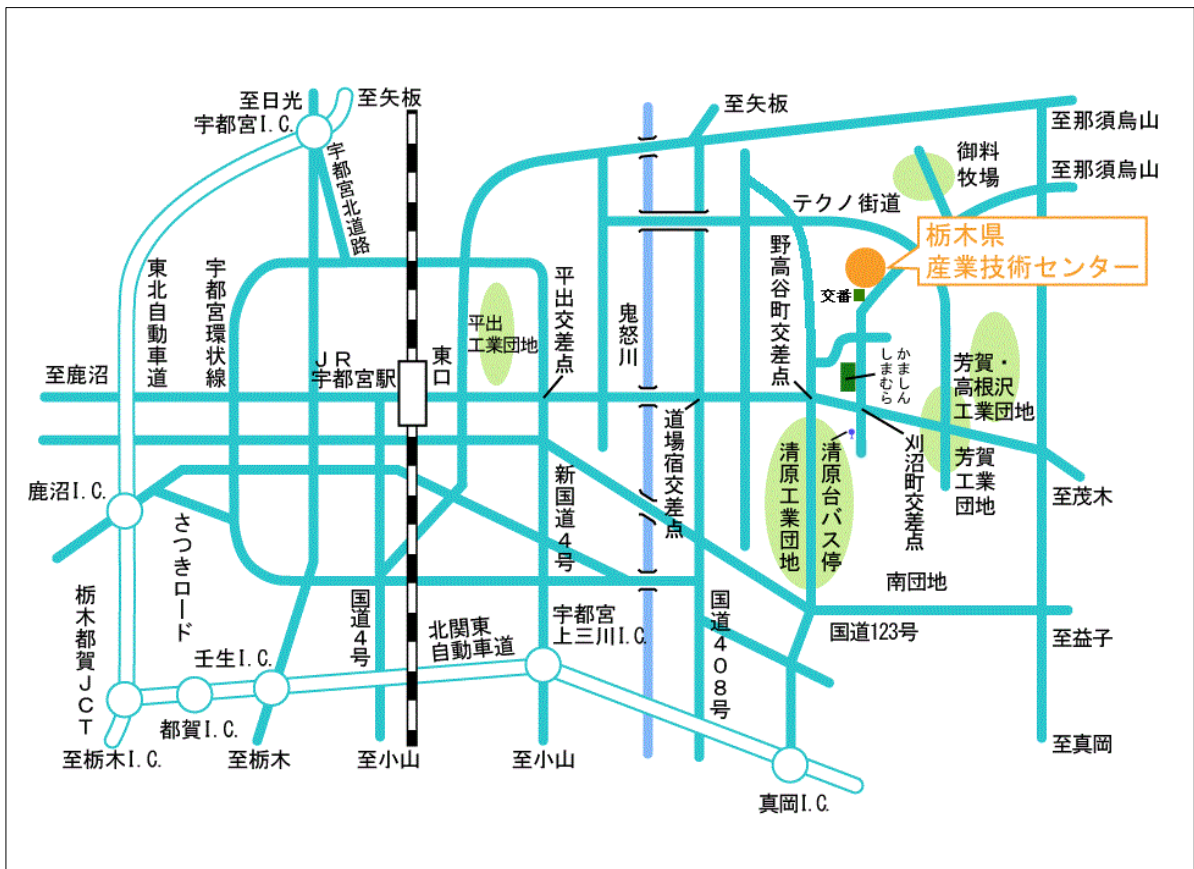 至日光
宇都宮I.C.
至矢板
宇都宮北道路
至矢板
至那須烏山
御料
牧場
至那須烏山
テクノ街道
栃木県
産業技術センター
交番
東北自動車道
宇都宮環状線
平出
工業団地
平出交差点
鬼怒川
野高谷町交差点
かましん
しまむら
芳賀・
高根沢
工業団地
至鹿沼
ＪＲ
宇都宮駅
東口
道場宿交差点
清原工業団地
清原台バス停
刈沼町交差点
芳賀
工業
団地
至茂木
鹿沼I.C.
さつきロード
新国道４号
南団地
国道123号
至益子
栃木都賀ＪＣＴ
壬生I.C.
都賀I.C.
国道４号
北関東
自動車道
宇都宮
上三川I.C.
国道４０８号
至栃木I.C.
至栃木
至小山
至小山
真岡I.C.
至真岡